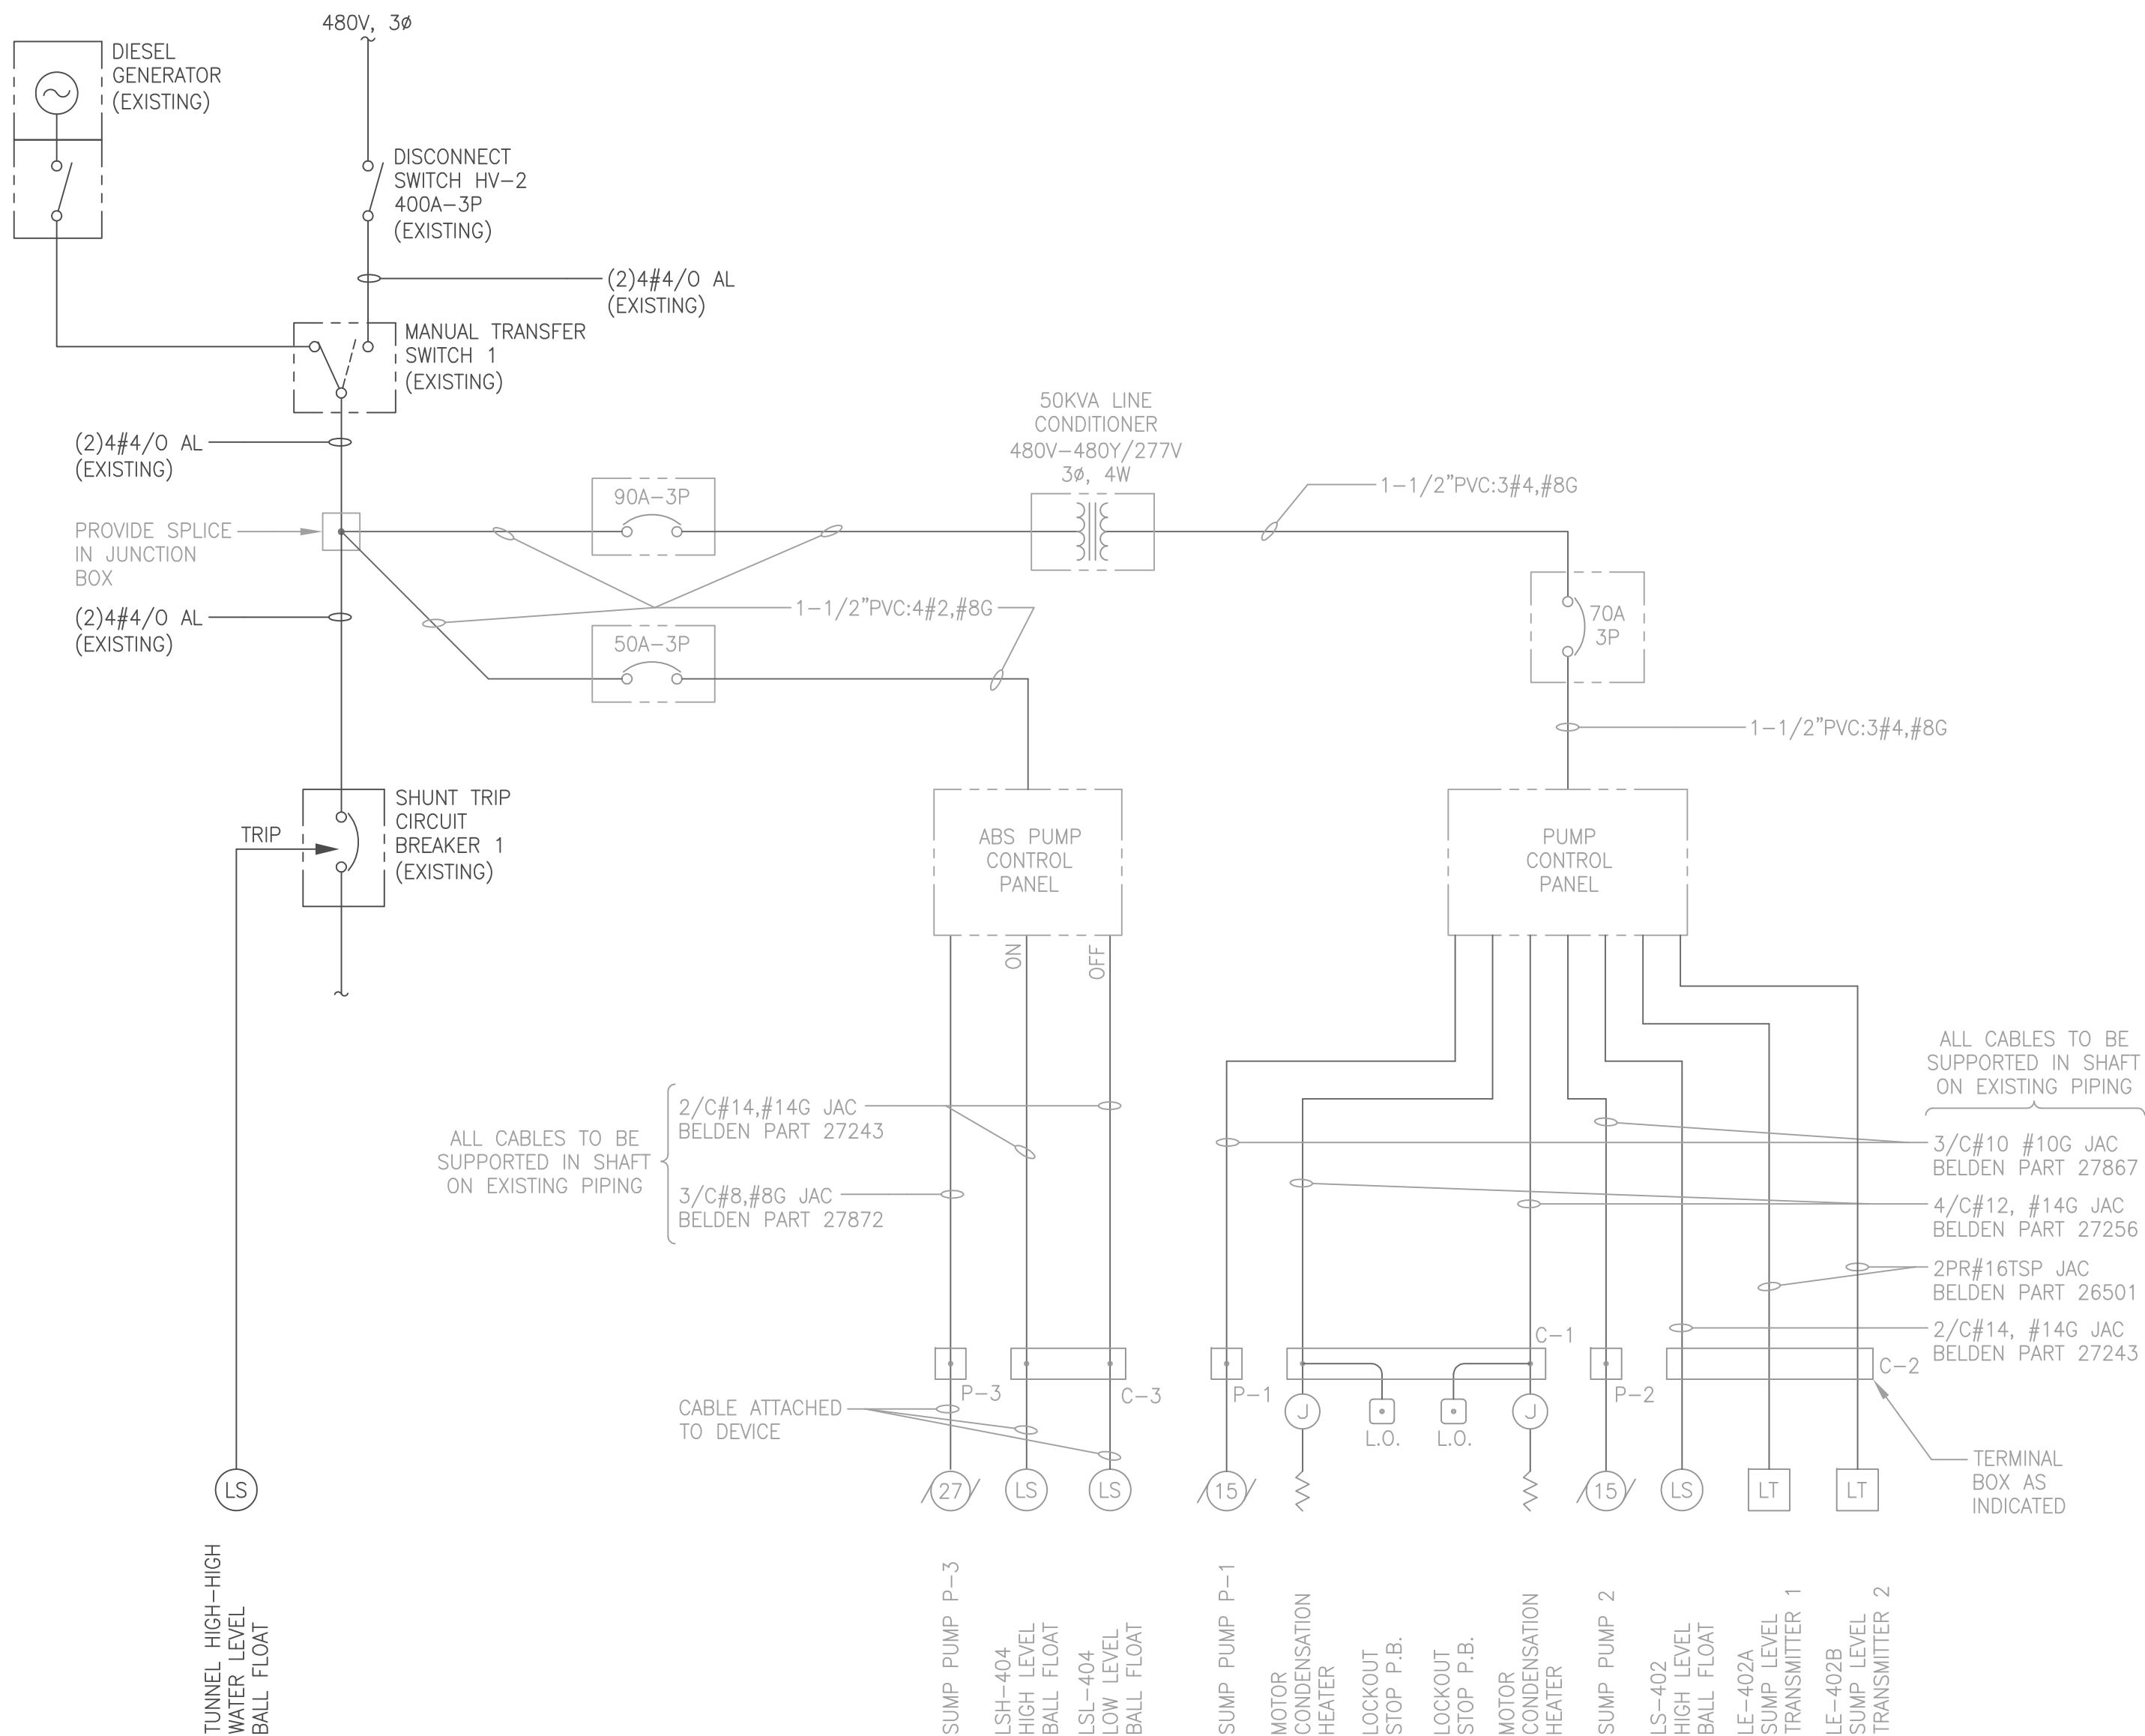 480V, 3ø
DIESEL
GENERATOR
(EXISTING)
DISCONNECT
SWITCH HV-2
400A-3P
(EXISTING)
(2)4#4/0 AL
(EXISTING)
MANUAL TRANSFER
SWITCH 1
(EXISTING)
(2)4#4/0 AL
(EXISTING)
PROVIDE SPLICE
IN JUNCTION
BOX
(2)4#4/0 AL
(EXISTING)
90A-3P
50KVA LINE
CONDITIONER
480V-480Y/277V
3ø, 4W
1-1/2"PVC:3#4,#8G
1-1/2"PVC:4#2,#8G
50A-3P
70A
3P
1-1/2"PVC:3#4,#8G
TRIP
SHUNT TRIP
CIRCUIT
BREAKER 1
(EXISTING)
ABS PUMP
CONTROL
PANEL
PUMP
CONTROL
PANEL
ON
OFF
ALL CABLES TO BE
SUPPORTED IN SHAFT
ON EXISTING PIPING
2/C#14,#14G JAC
BELDEN PART 27243
3/C#8,#8G JAC
BELDEN PART 27872
ALL CABLES TO BE
SUPPORTED IN SHAFT
ON EXISTING PIPING
3/C#10 #10G JAC
BELDEN PART 27867
4/C#12, #14G JAC
BELDEN PART 27256
2PR#16TSP JAC
BELDEN PART 26501
2/C#14, #14G JAC
BELDEN PART 27243
P-3
C-3
P-1
C-1
P-2
C-2
CABLE ATTACHED
TO DEVICE
J
L.O.
L.O.
J
TERMINAL
BOX AS
INDICATED
LS
27
LS
LS
15
15
LS
LT
LT
TUNNEL HIGH-HIGH
WATER LEVEL
BALL FLOAT
SUMP PUMP P-3
LSH-404
HIGH LEVEL
BALL FLOAT
LSL-404
LOW LEVEL
BALL FLOAT
SUMP PUMP P-1
MOTOR
CONDENSATION
HEATER
LOCKOUT
STOP P.B.
LOCKOUT
STOP P.B.
MOTOR
CONDENSATION
HEATER
SUMP PUMP 2
LS-402
HIGH LEVEL
BALL FLOAT
LE-402A
SUMP LEVEL
TRANSMITTER 1
LE-402B
SUMP LEVEL
TRANSMITTER 2